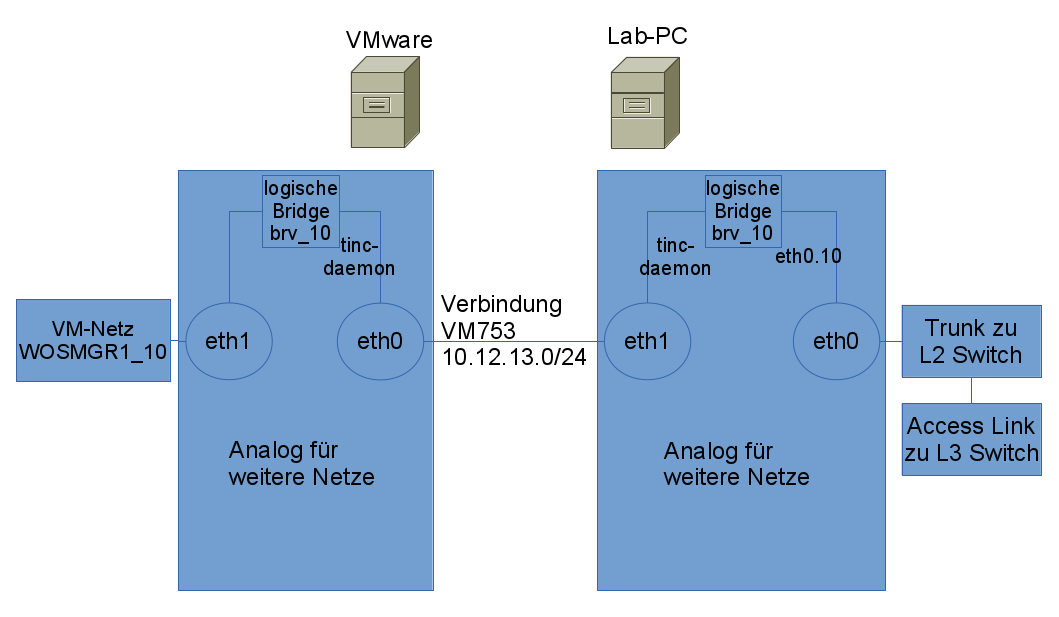 VMware
Lab-PC
logische
Bridge
brv_10
tinc-
daemon
VM-Netz
WOSMGR1_10
eth1
eth0
Analog für
weitere Netze
Verbindung
VM753
10.12.13.0/24
logische
Bridge
brv_10
tinc-
daemon
eth0.10
eth1
eth0
Analog für
weitere Netze
Trunk zu
L2 Switch
Access Link
zu L3 Switch